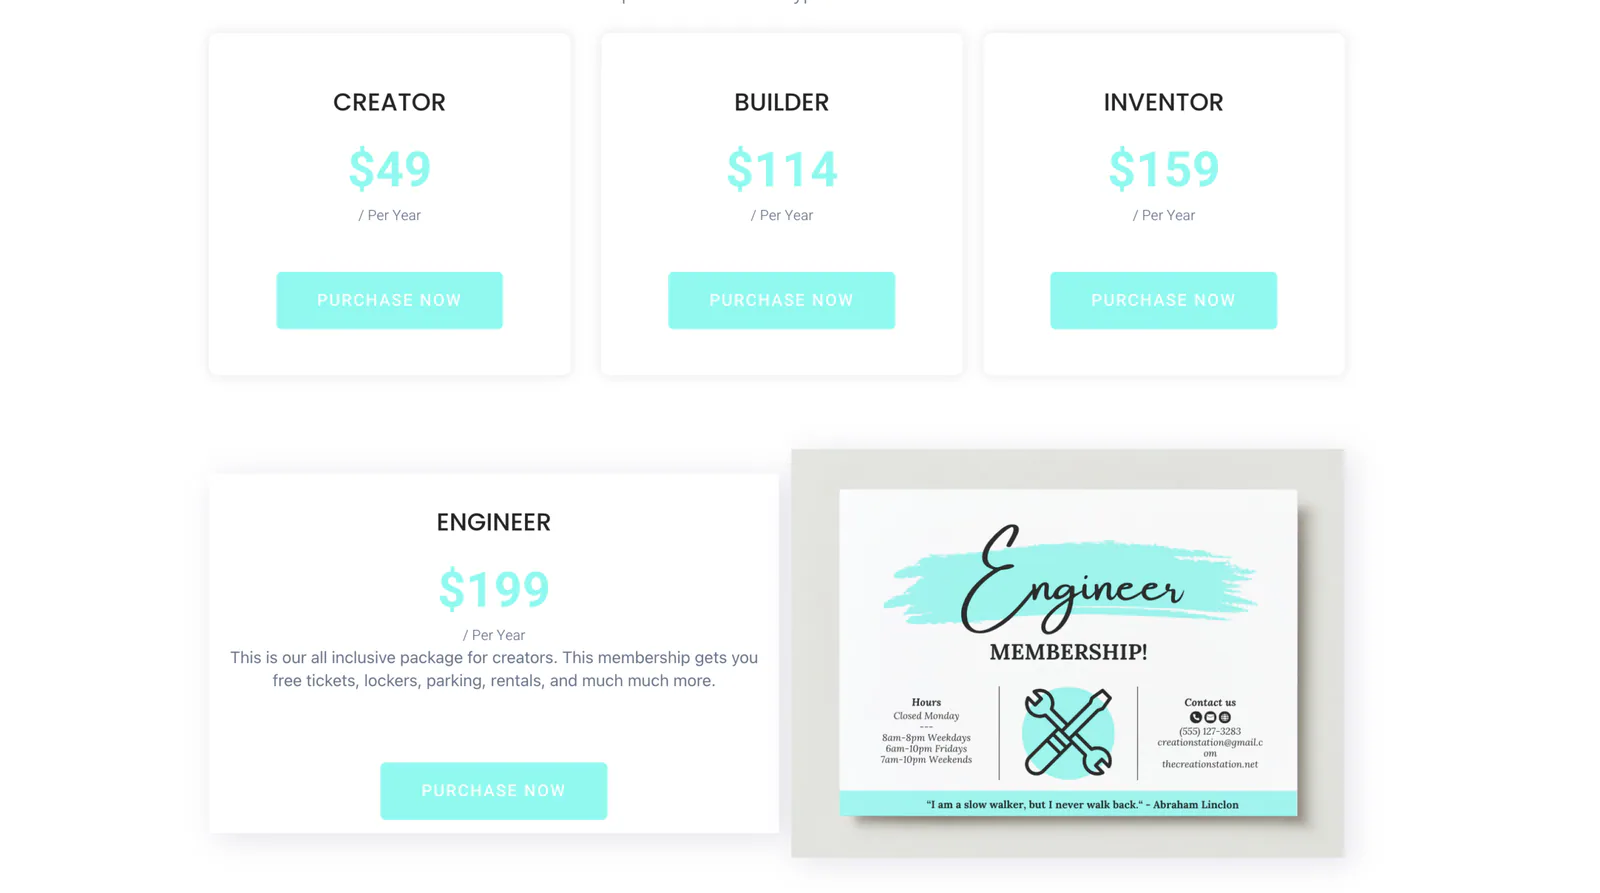 CREATOR
$49
/ Per Year
PURCHASE NOW
BUILDER
$114
/ Per Year
PURCHASE NOW
INVENTOR
$159
/ Per Year
PURCHASE NOW
ENGINEER
$199
/ Per Year
This is our all inclusive package for creators. This membership gets you
free tickets, lockers, parking, rentals, and much much more.
PURCHASE NOW
Engineer
MEMBERSHIP!
Hours
Closed Monday
---
8am-8pm Weekdays
6am-10pm Fridays
7am-10pm Weekends
Contact us
(555) 127-3283
creationstation@gmail.c
om
thecreationstation.net
“I am a slow walker, but I never walk back.“ - Abraham Linclon